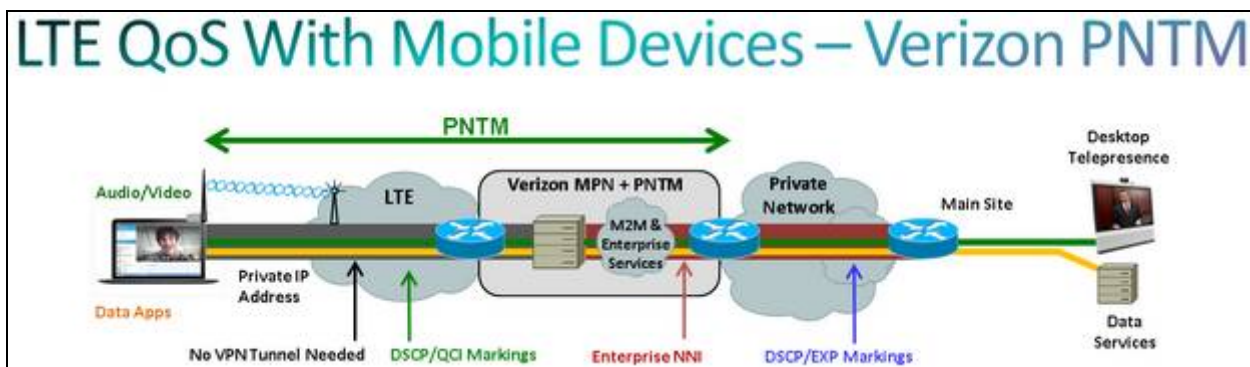 LTE QoS With Mobile Devices – Verizon PNTM
PNTM
Desktop
Telepresence
Audio/Video
LTE
Verizon MPN + PNTM
Private
Network
Main Site
M2M &
Enterprise
Services
Private IP
Address
Data Apps
Data
Services
No VPN Tunnel Needed
DSCP/QCI Markings
Enterprise NNI
DSCP/EXP Markings